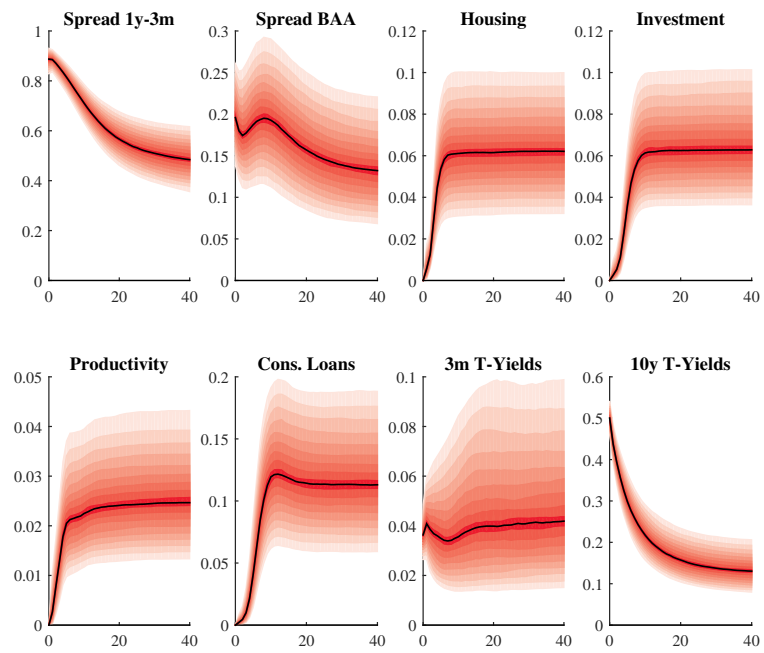 Spread 1y-3m Spread BAA Housing Investment
1 0.3 0.12 0.12
0.25 0.1 0.1
0.8
0.2 0.08 0.08
0.6
0.15 0.06 0.06
0.4
0.1 0.04 0.04
0.2
0.05 0.02 0.02
0 0 0 0
0 20 40 0 20 40 0 20 40 0 20 40
Productivity Cons. Loans 3m T-Yields 10y T-Yields
0.05 0.2 0.1 0.6
0.5
0.04 0.08
0.15
0.4
0.03 0.06
0.1 0.3
0.02 0.04
0.2
0.05
0.01 0.02
0.1
0 0 0 0
0 20 40 0 20 40 0 20 40 0 20 40